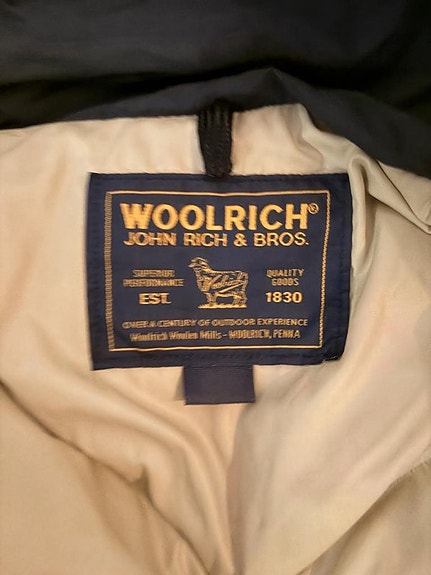 WOOLRICH®
JOHN RICH & BROS.
SUPERIOR QUALITY
PERFORMANCE GOODS
Woolrich
EST. 1830
OVER A CENTURY OF OUTDOOR EXPERIENCE
Woolrich Woolen Mills - WOOLRICH, PENNA